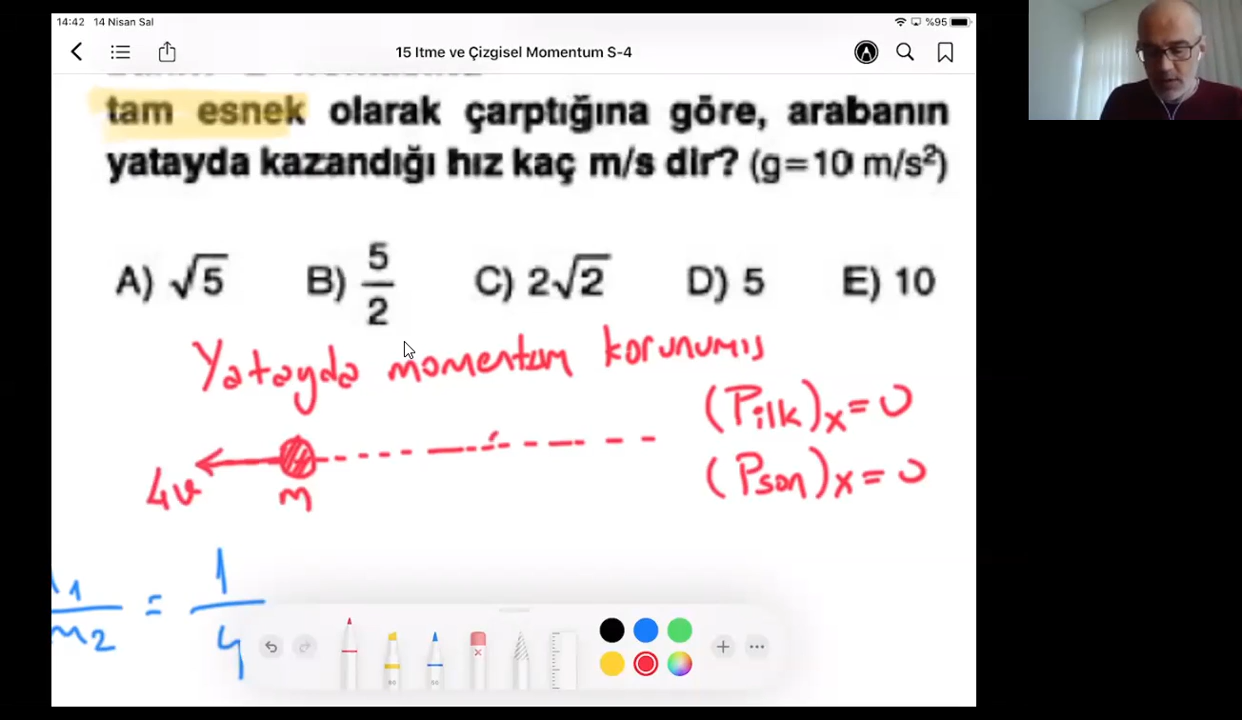 14:42 14 Nisan Sal
%95
15 Itme ve Çizgisel Momentum S-4
tam esnek olarak çarptığına göre, arabanın
yatayda kazandığı hız kaç m/s dir? (g=10 m/s²)
A) √5 B) 5/2 C) 2√2 D) 5 E) 10
Yatayda momentum korunumış
(Pilk)x=0
4v
m
(Pson)x=0
m2 = 1/4